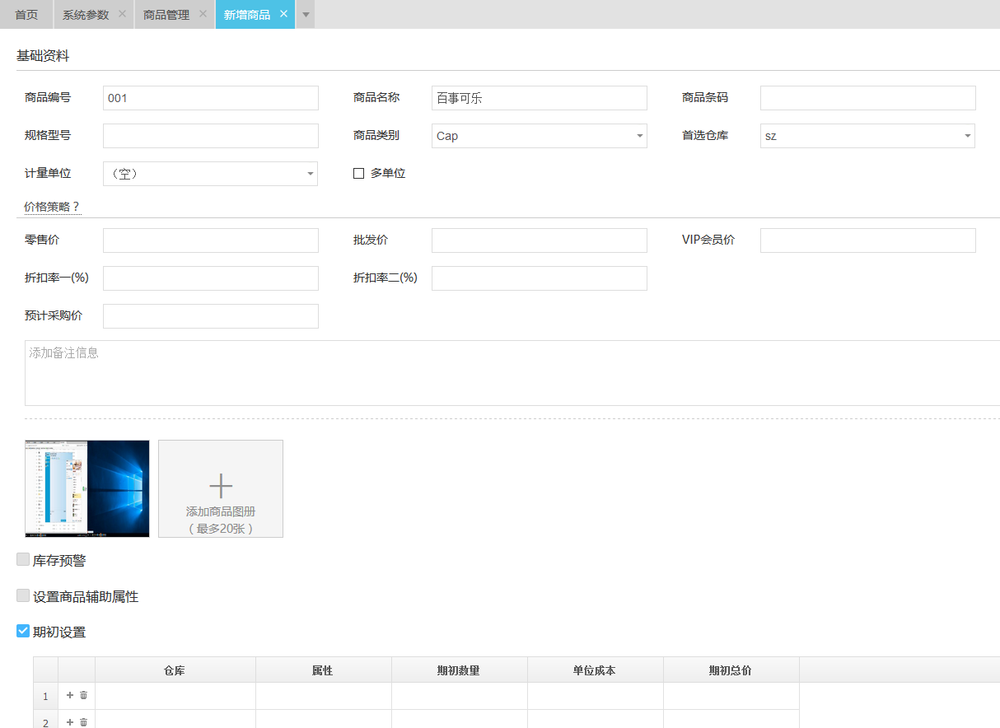 首页 系统参数 商品管理 新增商品
基础资料
商品编号 001 商品名称 百事可乐 商品条码
规格型号 商品类别 Cap 首选仓库 sz
计量单位 （空） 多单位
价格策略？
零售价 批发价 VIP会员价
折扣率一(%) 折扣率二(%)
预计采购价
添加备注信息
添加商品图册
（最多20张）
库存预警
设置商品辅助属性
期初设置
仓库 属性 期初数量 单位成本 期初总价
1
2